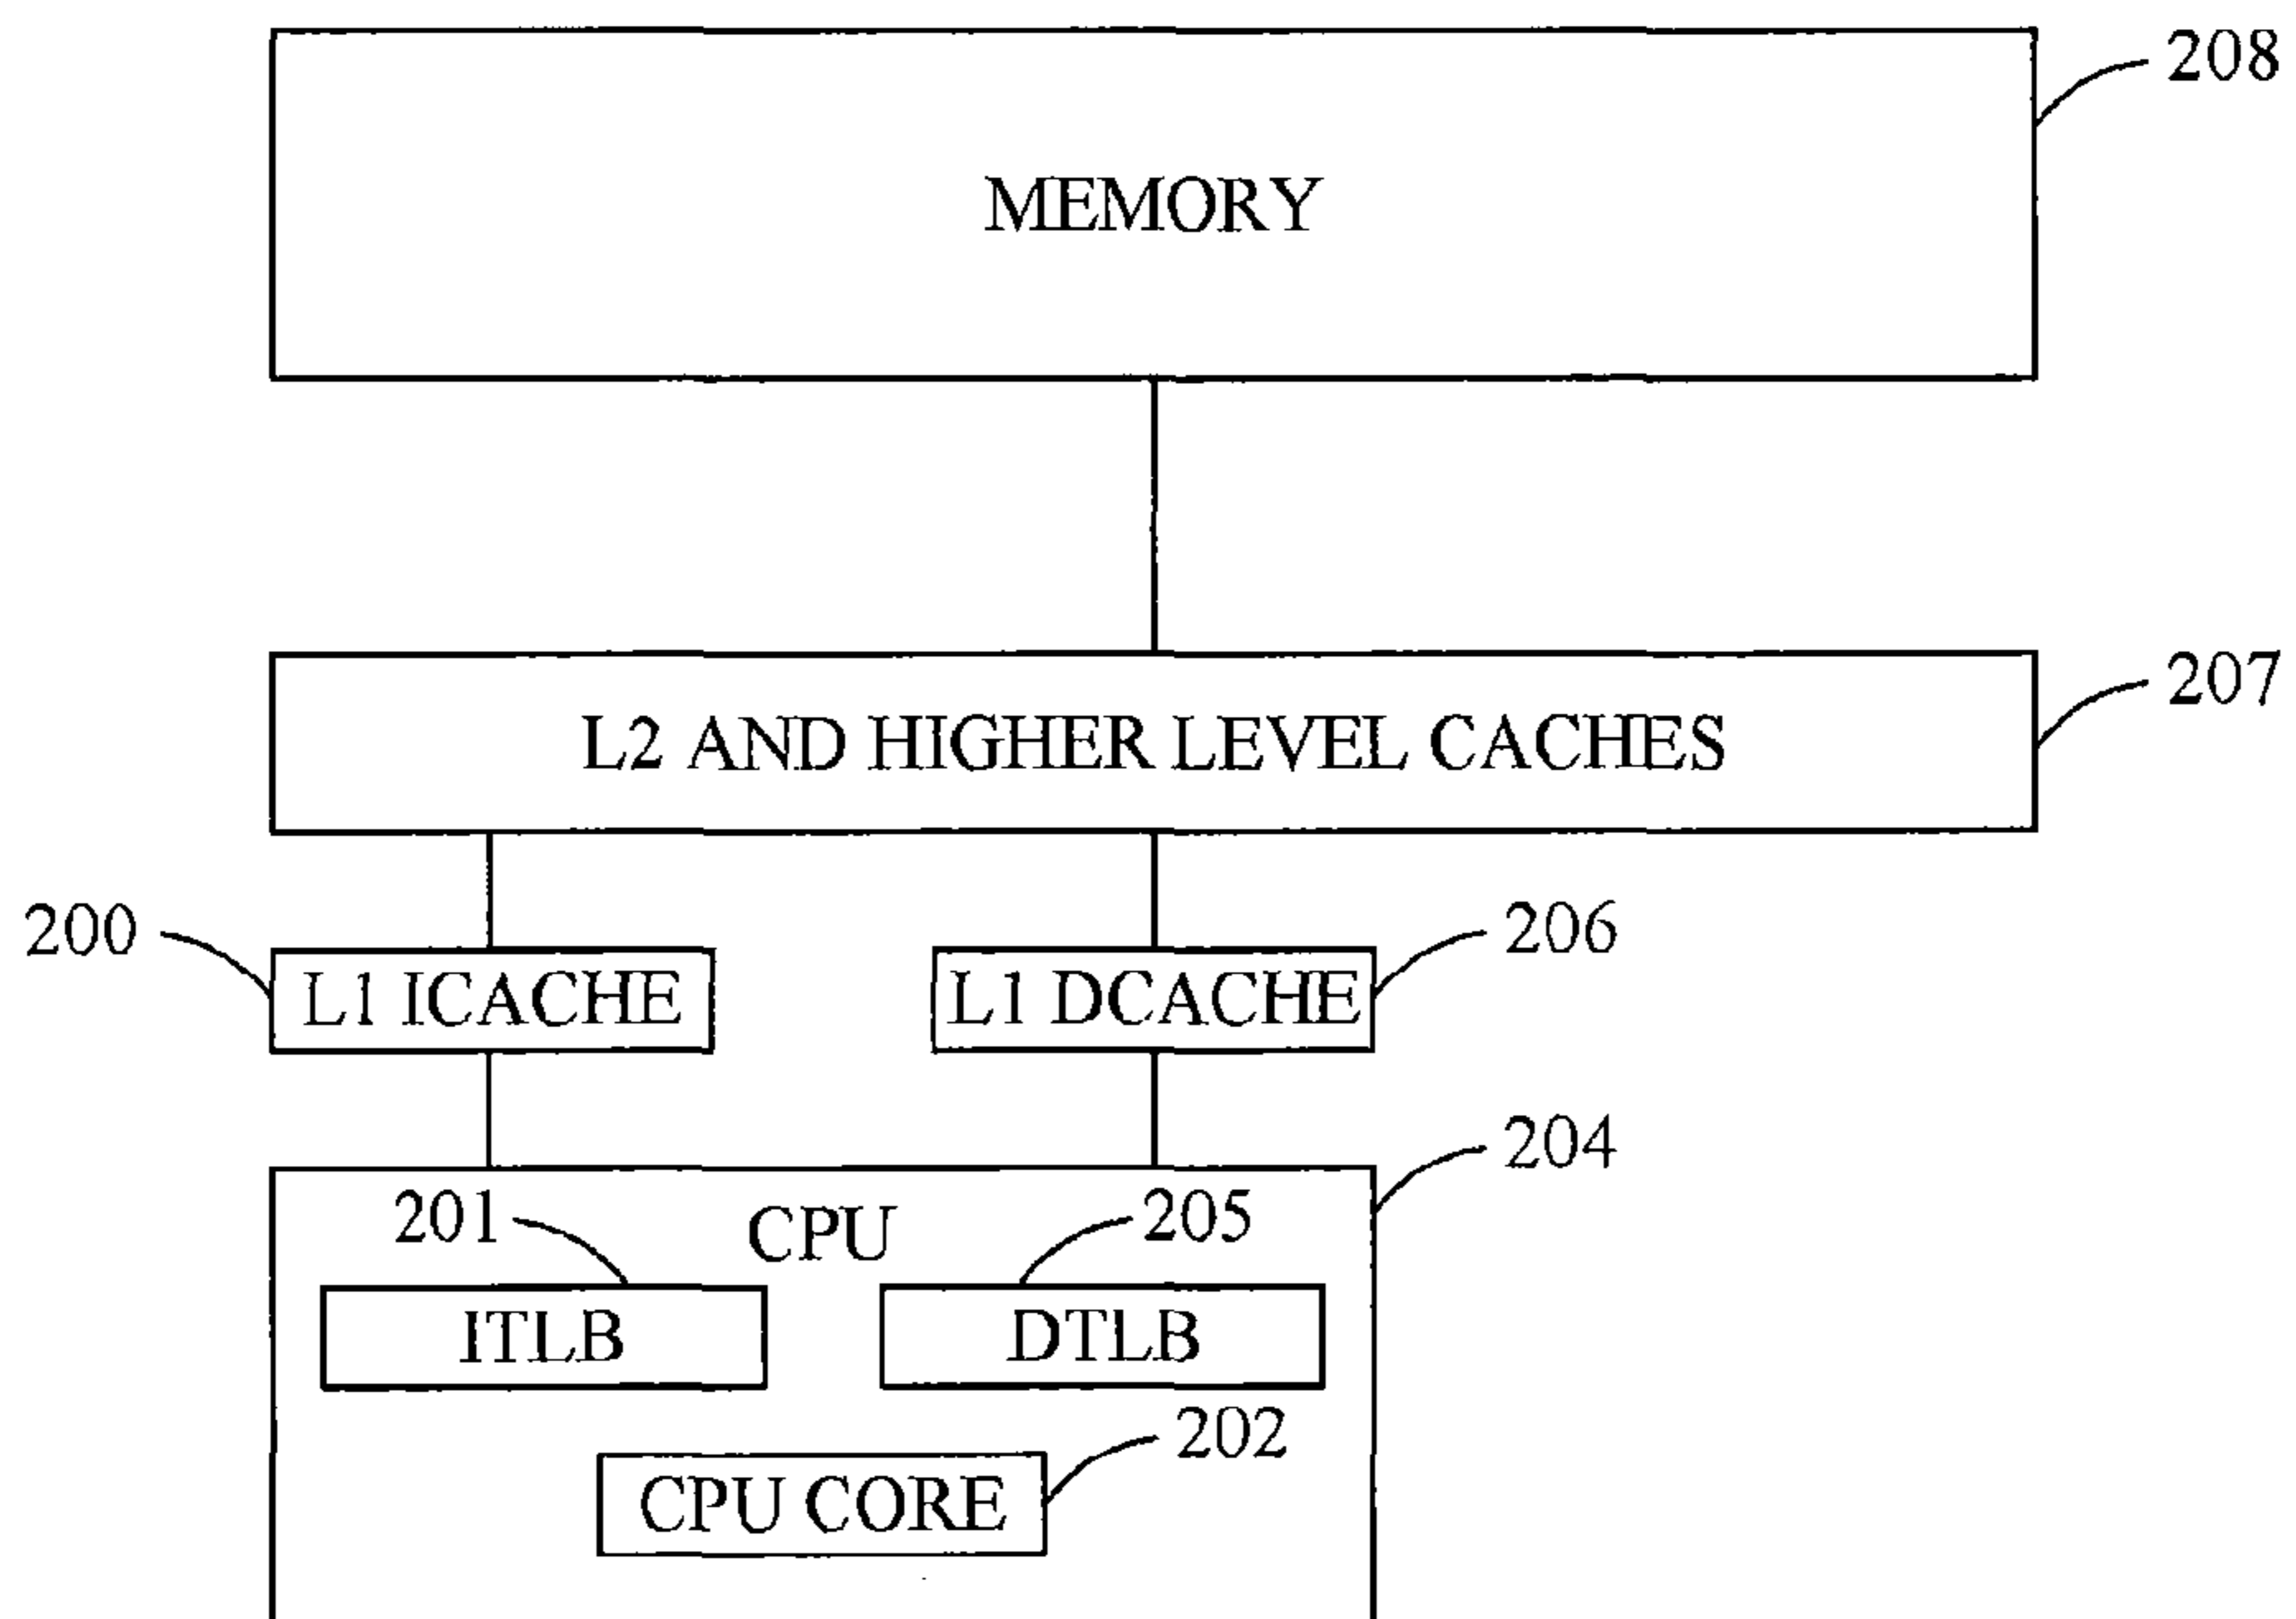 208
MEMORY
207
L2 AND HIGHER LEVEL CACHES
200
206
L1 ICACHE
L1 DCACHE
204
201
CPU
205
ITLB
DTLB
202
CPU CORE